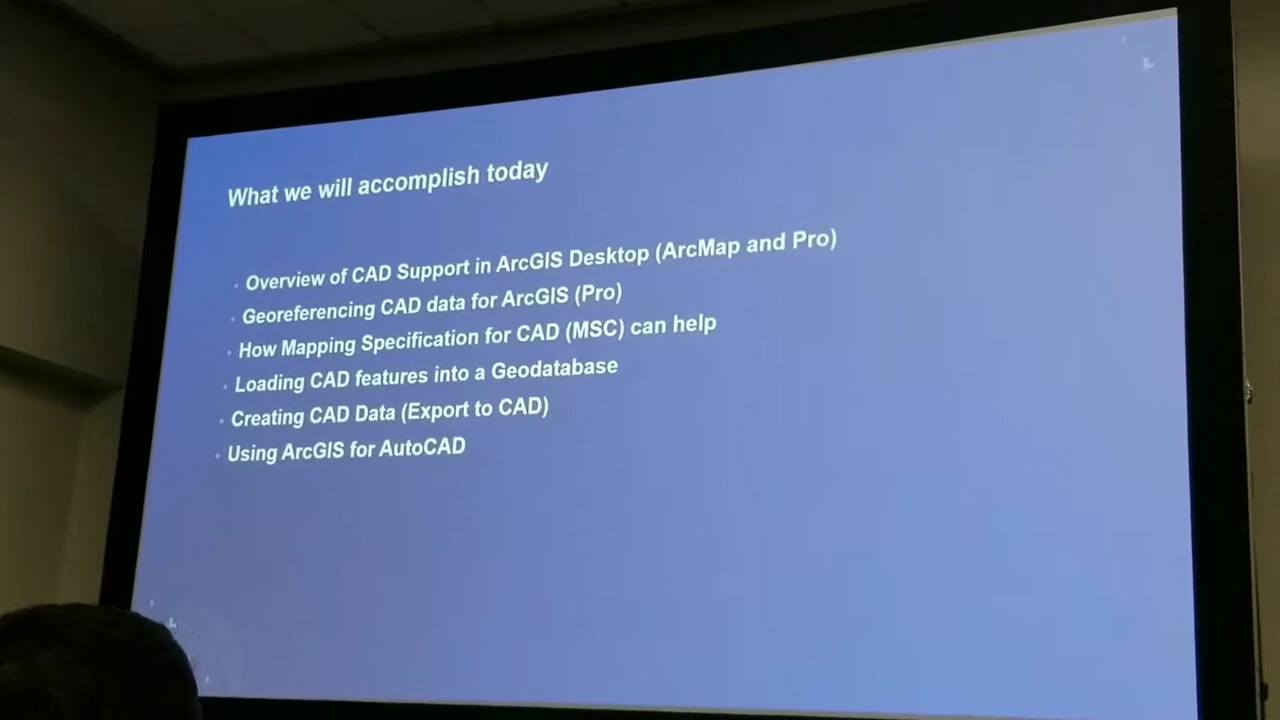 What we will accomplish today
Overview of CAD Support in ArcGIS Desktop (ArcMap and Pro)
Georeferencing CAD data for ArcGIS (Pro)
How Mapping Specification for CAD (MSC) can help
Loading CAD features into a Geodatabase
Creating CAD Data (Export to CAD)
Using ArcGIS for AutoCAD